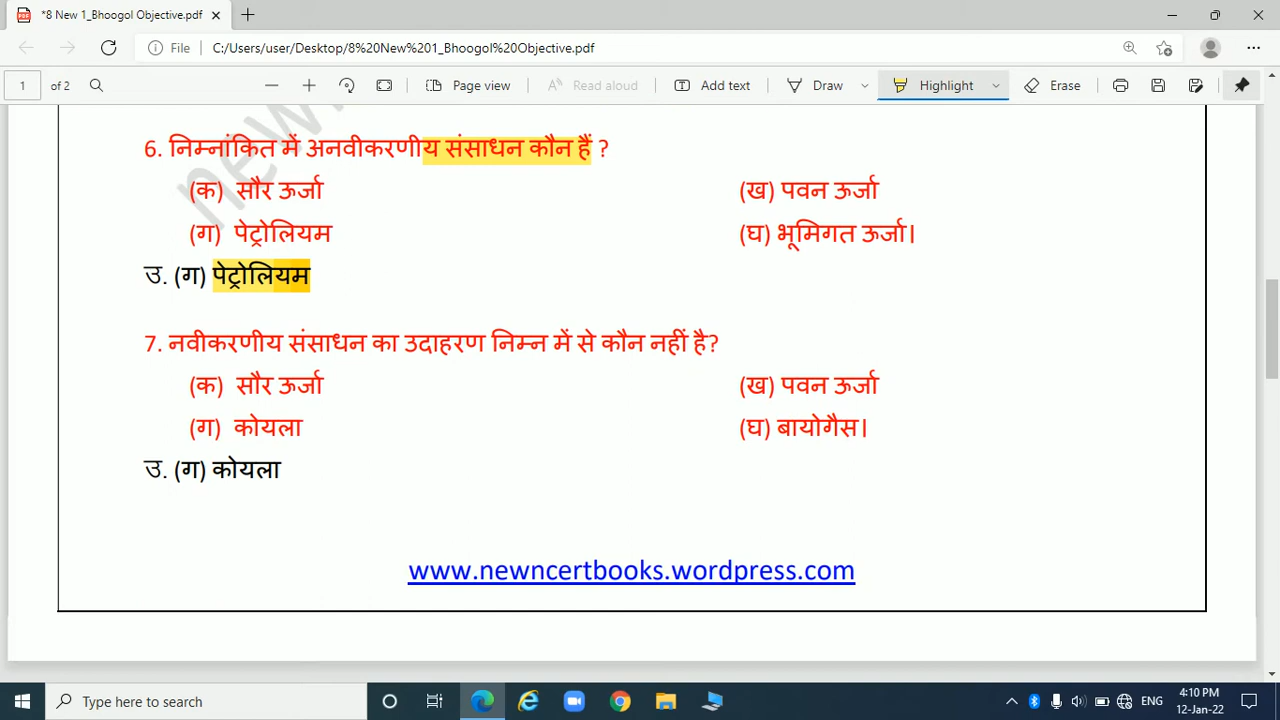 *8 New 1_Bhoogol Objective.pdf
File C:/Users/user/Desktop/8%20New%201_Bhoogol%20Objective.pdf
1 of 2 Page view Read aloud Add text Draw Highlight Erase
new
6. निम्नांकित में अनवीकरणीय संसाधन कौन हैं ?
(क) सौर ऊर्जा (ख) पवन ऊर्जा
(ग) पेट्रोलियम (घ) भूमिगत ऊर्जा।
उ. (ग) पेट्रोलियम
7. नवीकरणीय संसाधन का उदाहरण निम्न में से कौन नहीं है?
(क) सौर ऊर्जा (ख) पवन ऊर्जा
(ग) कोयला (घ) बायोगैस।
उ. (ग) कोयला
www.newncertbooks.wordpress.com
Type here to search ENG 4:10 PM
12-Jan-22